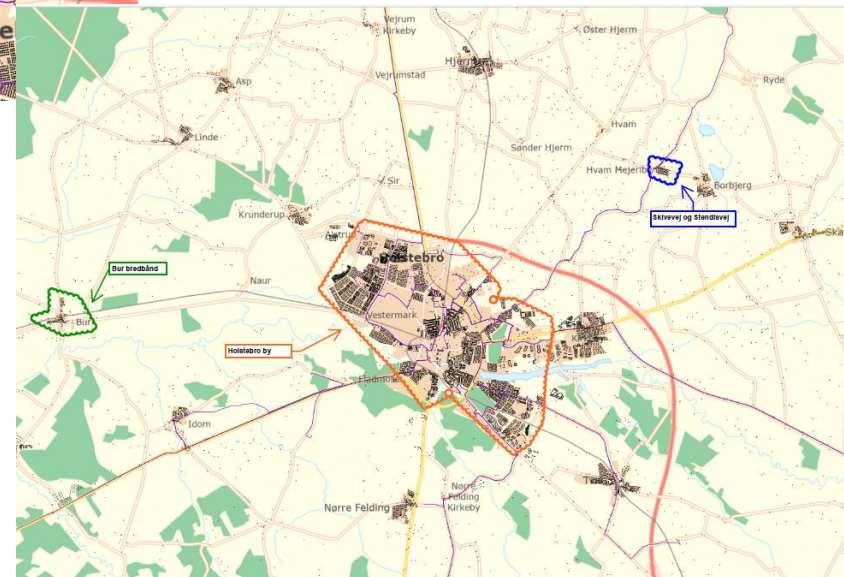 e
Vejrum
Kirkeby
Øster Hjerm
Vejrumstad
Asp
Ryde
Hvam
Linde
Sønder Hjerm
Hvam Mejeriby
Sir
Borbjerg
Krunderup
Skivevej og Stendisvej
Ska
Holstebro
Bur bredbånd
Naur
Vestermark
Bur
Holstebro by
Idom
Nørre
Felding
Kirkeby
Nørre Felding